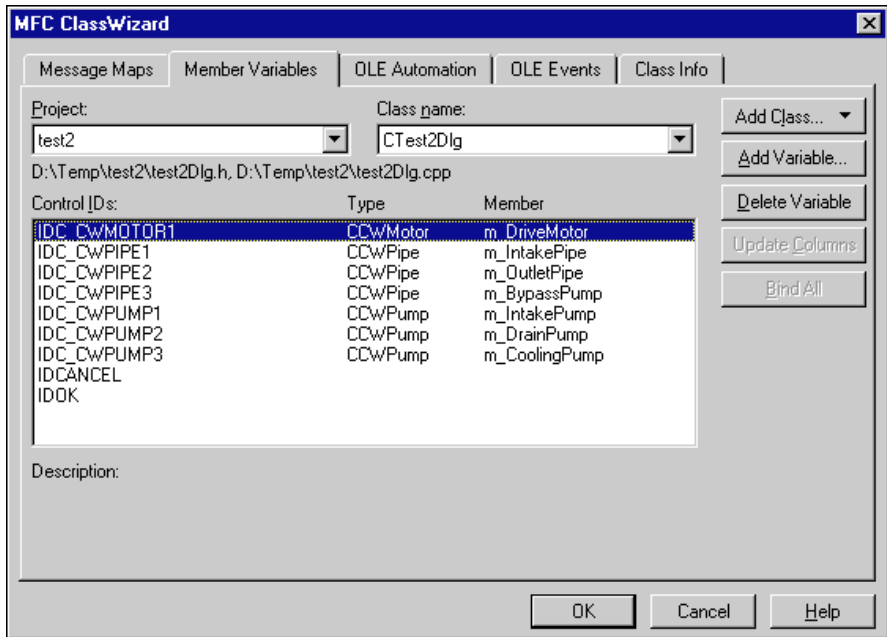 MFC ClassWizard
Message Maps Member Variables OLE Automation OLE Events Class Info
Project: Class name:
test2 CTest2Dlg
Add Class...
D:\Temp\test2\test2Dlg.h, D:\Temp\test2\test2Dlg.cpp
Add Variable...
Control IDs: Type Member
Delete Variable
IDC_CWMOTOR1 CCWMotor m_DriveMotor
IDC_CWPIPE1 CCWPipe m_IntakePipe
Update Columns
IDC_CWPIPE2 CCWPipe m_OutletPipe
IDC_CWPIPE3 CCWPipe m_BypassPump
Bind All
IDC_CWPUMP1 CCWPump m_IntakePump
IDC_CWPUMP2 CCWPump m_DrainPump
IDC_CWPUMP3 CCWPump m_CoolingPump
IDCANCEL
IDOK
Description:
OK Cancel Help